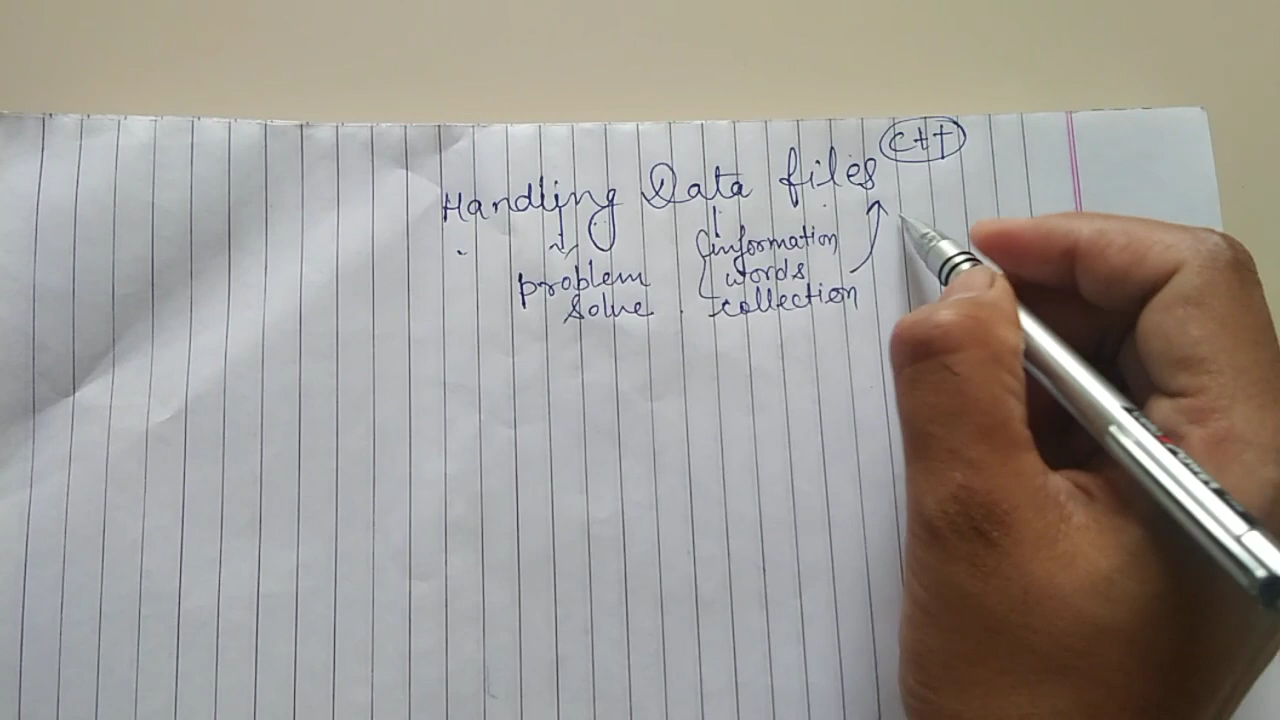 Handling Data files C++
problem
solve
information
words
collection